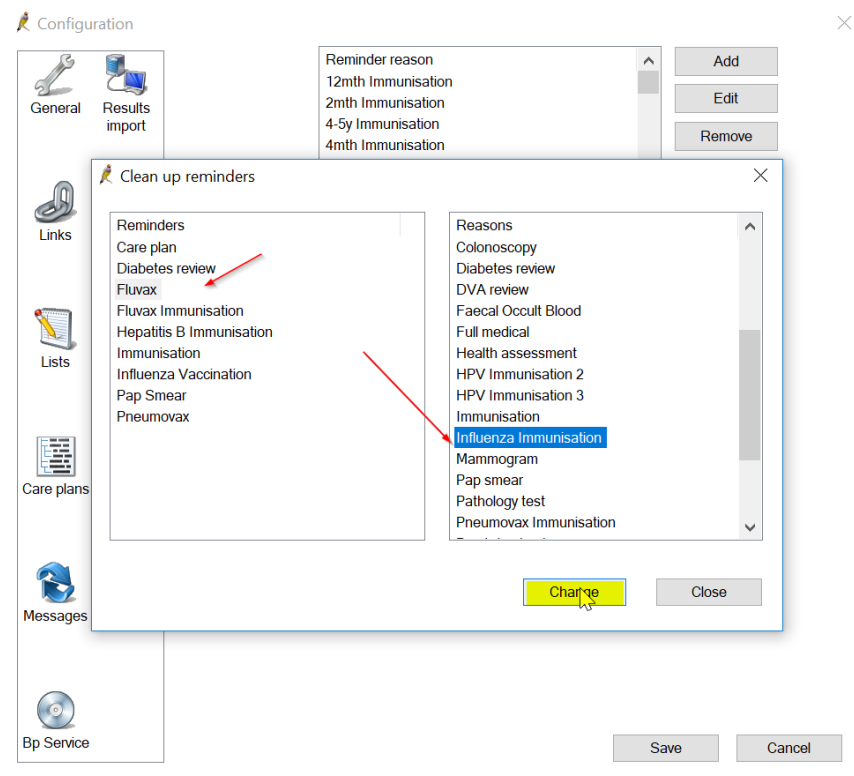 Configuration
General
Results import
Links
Lists
Care plans
Messages
Bp Service
Reminder reason
12mth Immunisation
2mth Immunisation
4-5y Immunisation
4mth Immunisation
Add
Edit
Remove
Clean up reminders
Reminders
Care plan
Diabetes review
Fluvax
Fluvax Immunisation
Hepatitis B Immunisation
Immunisation
Influenza Vaccination
Pap Smear
Pneumovax
Reasons
Colonoscopy
Diabetes review
DVA review
Faecal Occult Blood
Full medical
Health assessment
HPV Immunisation 2
HPV Immunisation 3
Immunisation
Influenza Immunisation
Mammogram
Pap smear
Pathology test
Pneumovax Immunisation
Change
Close
Save
Cancel